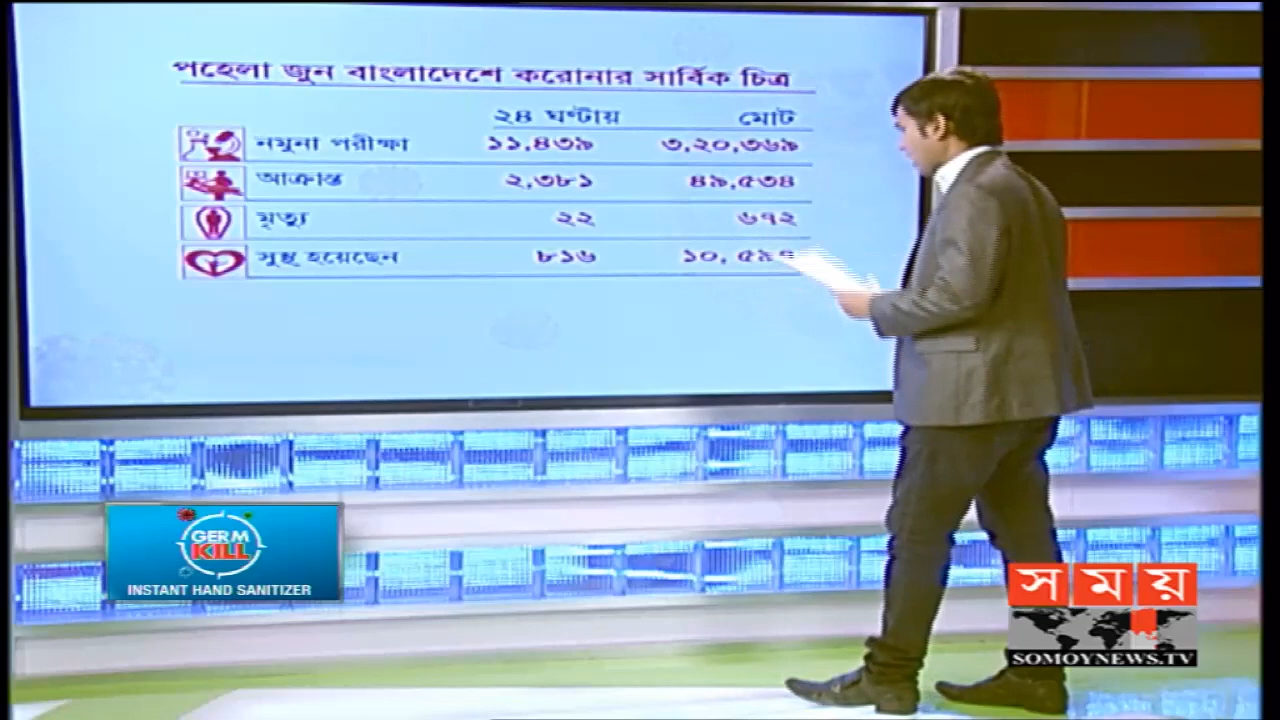 পহেলা জুন বাংলাদেশে করোনার সার্বিক চিত্র
২৪ ঘণ্টায় মোট
নমুনা পরীক্ষা ১১,৪৩৯ ৩,২০,৩৬৯
আক্রান্ত ২,৩৮১ ৪৯,৫৩৪
মৃত্যু ২২ ৬৭২
সুস্থ হয়েছেন ৮১৬
GERM
KILL
INSTANT HAND SANITIZER
সময়
SOMOYNEWS.TV